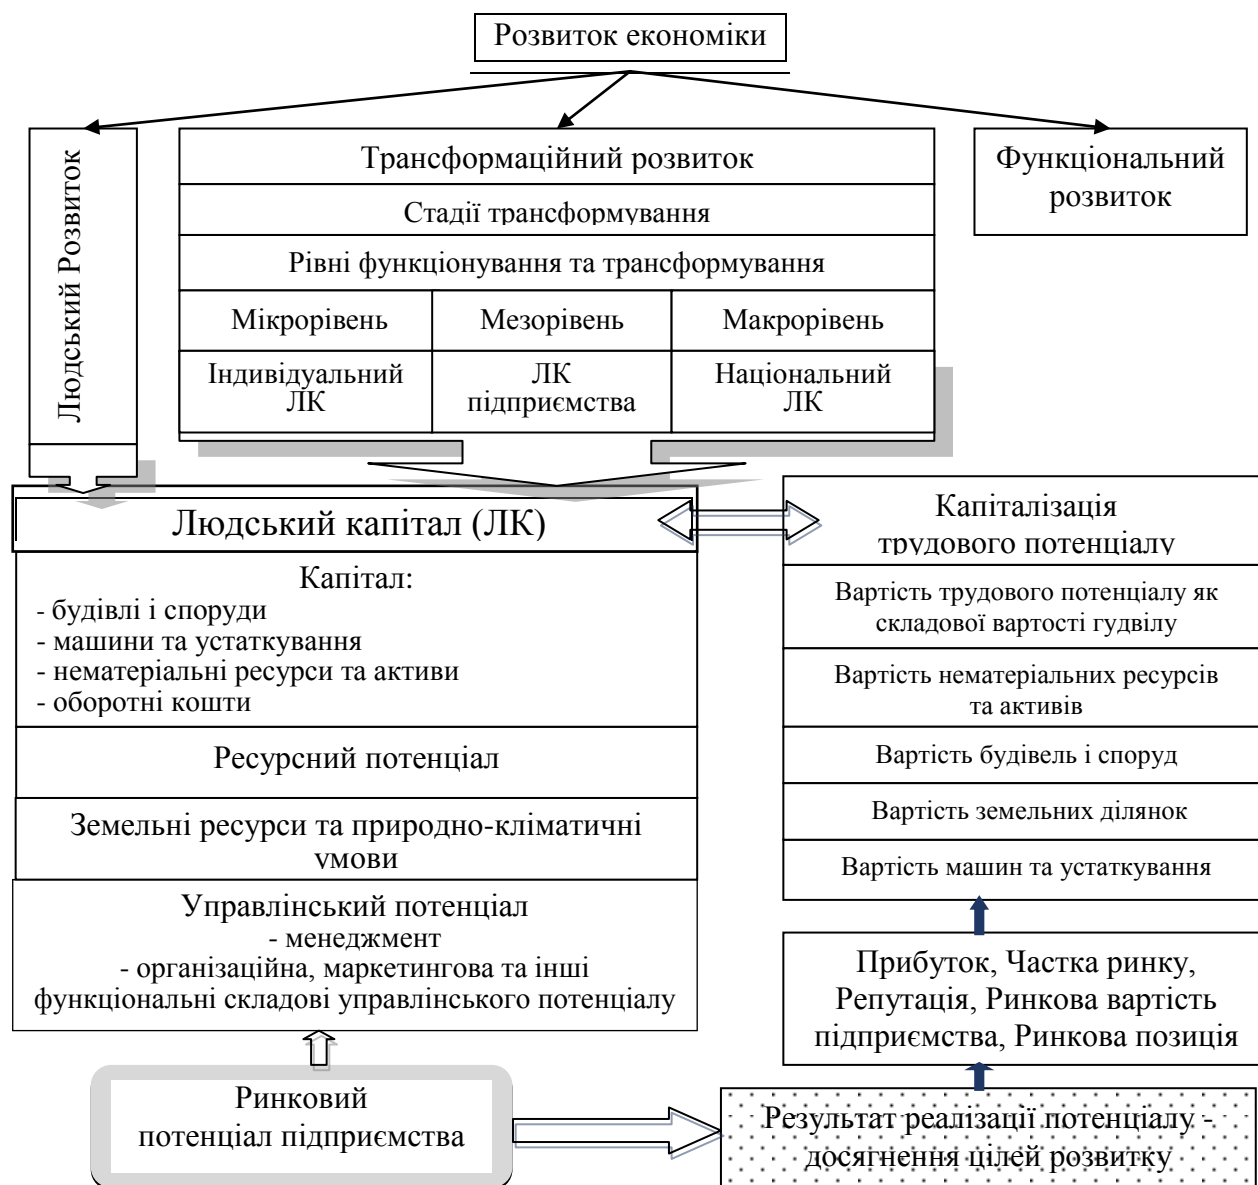 Розвиток економіки
Людський Розвиток
Трансформаційний розвиток
Стадії трансформування
Рівні функціонування та трансформування
Мікрорівень
Мезорівень
Макрорівень
Індивідуальний
ЛК
ЛК
підприємства
Національний
ЛК
Функціональний
розвиток
Людський капітал (ЛК)
Капітал:
- будівлі і споруди
- машини та устаткування
- нематеріальні ресурси та активи
- оборотні кошти
Ресурсний потенціал
Земельні ресурси та природно-кліматичні
умови
Управлінський потенціал
- менеджмент
- організаційна, маркетингова та інші
функціональні складові управлінського потенціалу
Ринковий
потенціал підприємства
Капіталізація
трудового потенціалу
Вартість трудового потенціалу як
складової вартості гудвілу
Вартість нематеріальних ресурсів
та активів
Вартість будівель і споруд
Вартість земельних ділянок
Вартість машин та устаткування
Прибуток, Частка ринку,
Репутація, Ринкова вартість
підприємства, Ринкова позиція
Результат реалізації потенціалу -
досягнення цілей розвитку